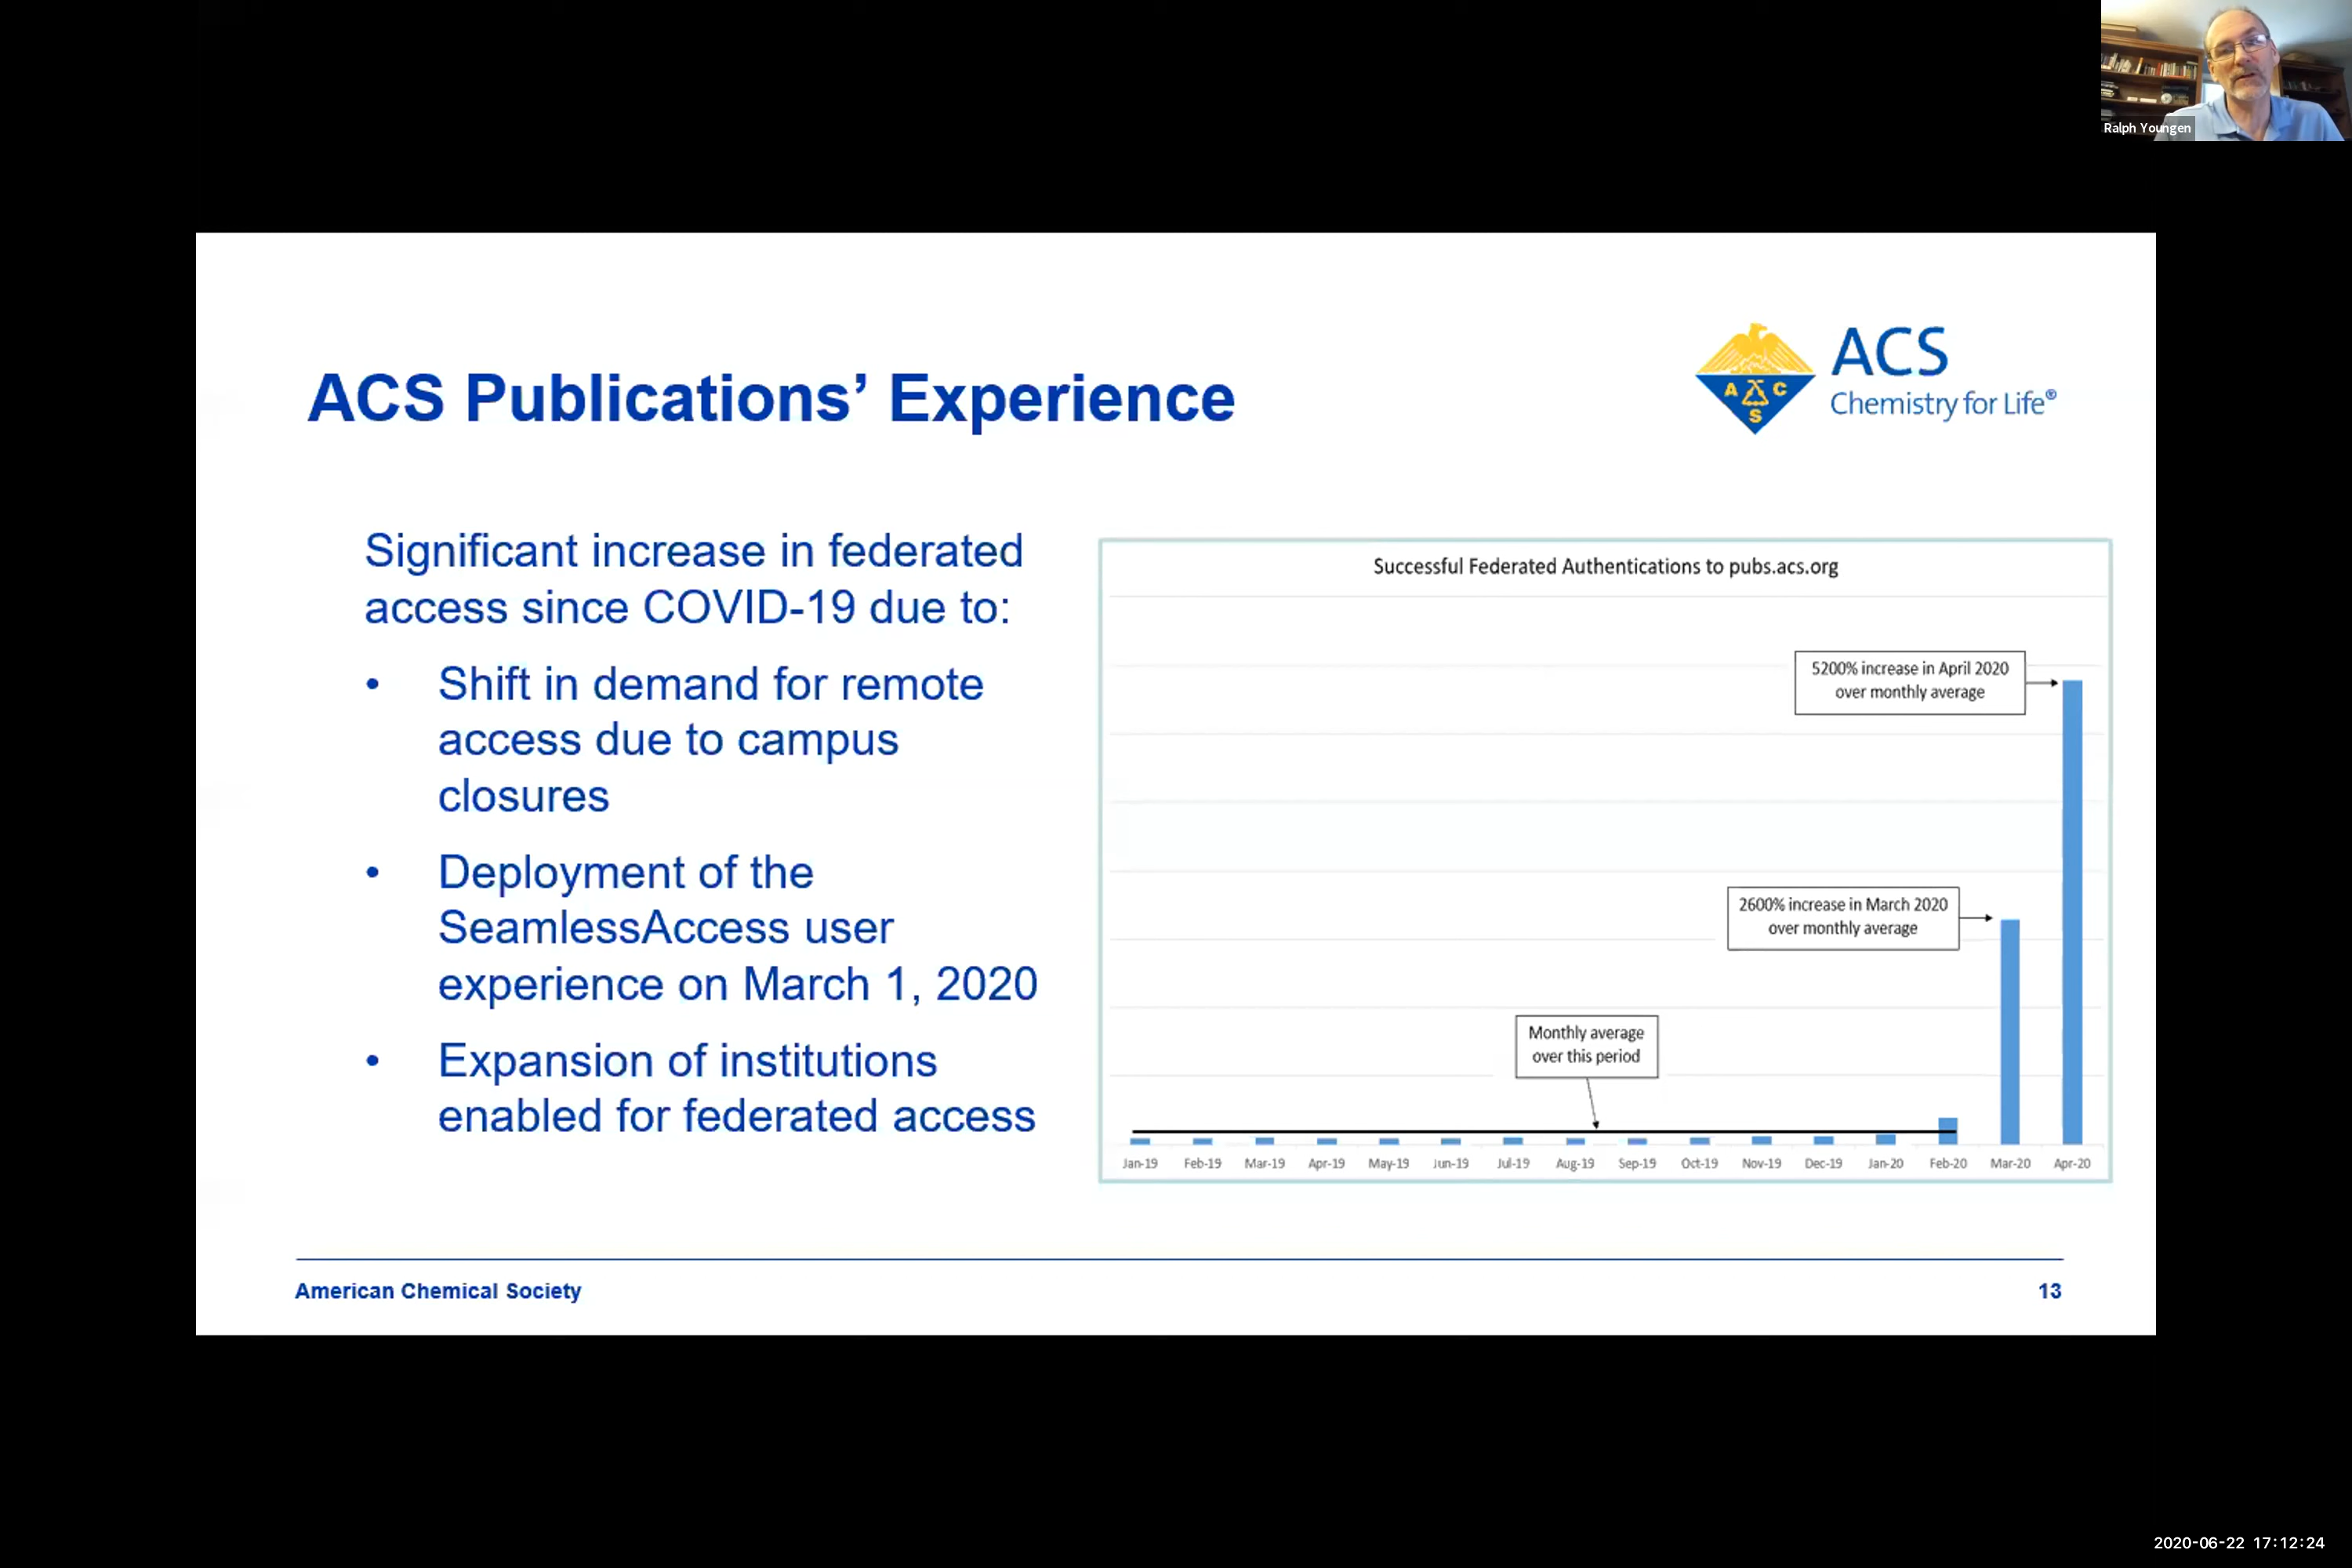 Ralph Youngen
ACS Publications’ Experience
A C
S
ACS
Chemistry for Life®
Significant increase in federated
access since COVID-19 due to:
• Shift in demand for remote
access due to campus
closures
• Deployment of the
SeamlessAccess user
experience on March 1, 2020
• Expansion of institutions
enabled for federated access
Successful Federated Authentications to pubs.acs.org
5200% increase in April 2020
over monthly average
2600% increase in March 2020
over monthly average
Monthly average
over this period
Jan-19 Feb-19 Mar-19 Apr-19 May-19 Jun-19 Jul-19 Aug-19 Sep-19 Oct-19 Nov-19 Dec-19 Jan-20 Feb-20 Mar-20 Apr-20
American Chemical Society 13
2020-06-22 17:12:24